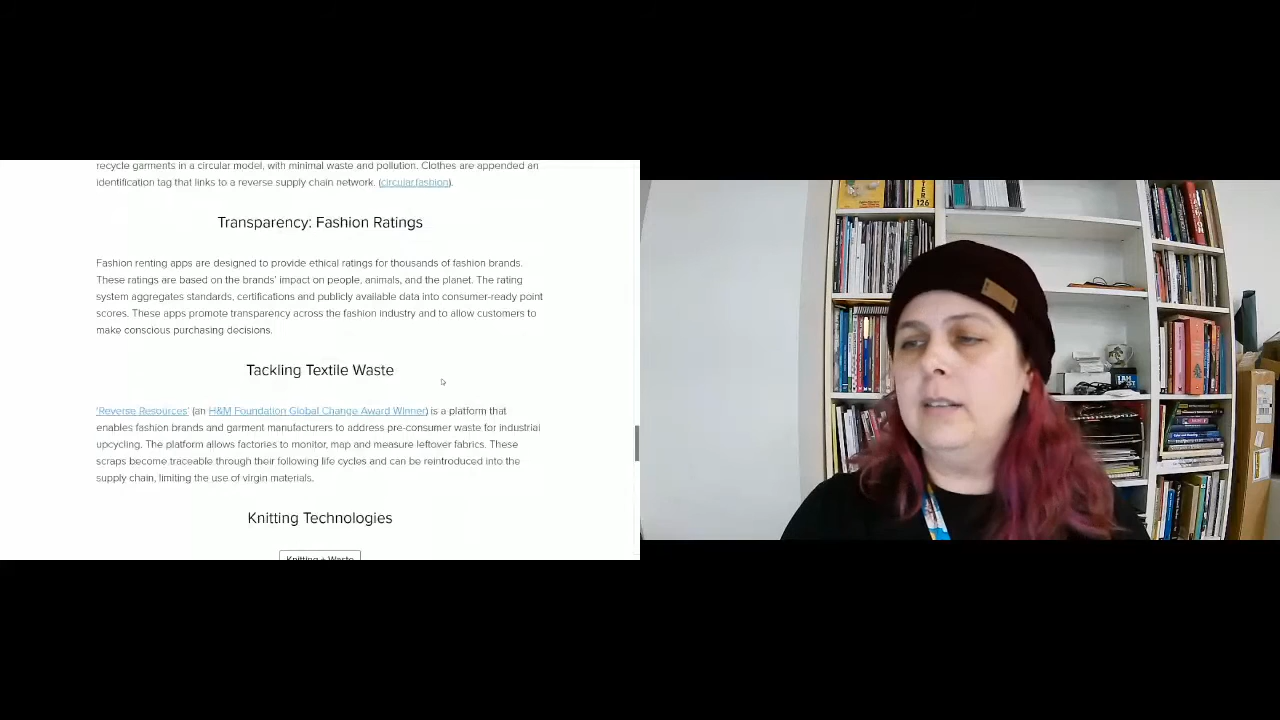 recycle garments in a circular model, with minimal waste and pollution. Clothes are appended an
identification tag that links to a reverse supply chain network. (circular.fashion).
Transparency: Fashion Ratings
Fashion renting apps are designed to provide ethical ratings for thousands of fashion brands.
These ratings are based on the brands' impact on people, animals, and the planet. The rating
system aggregates standards, certifications and publicly available data into consumer-ready point
scores. These apps promote transparency across the fashion industry and to allow customers to
make conscious purchasing decisions.
Tackling Textile Waste
'Reverse Resources' (an H&M Foundation Global Change Award Winner) is a platform that
enables fashion brands and garment manufacturers to address pre-consumer waste for industrial
upcycling. The platform allows factories to monitor, map and measure leftover fabrics. These
scraps become traceable through their following life cycles and can be reintroduced into the
supply chain, limiting the use of virgin materials.
Knitting Technologies
Knitting + Waste
126